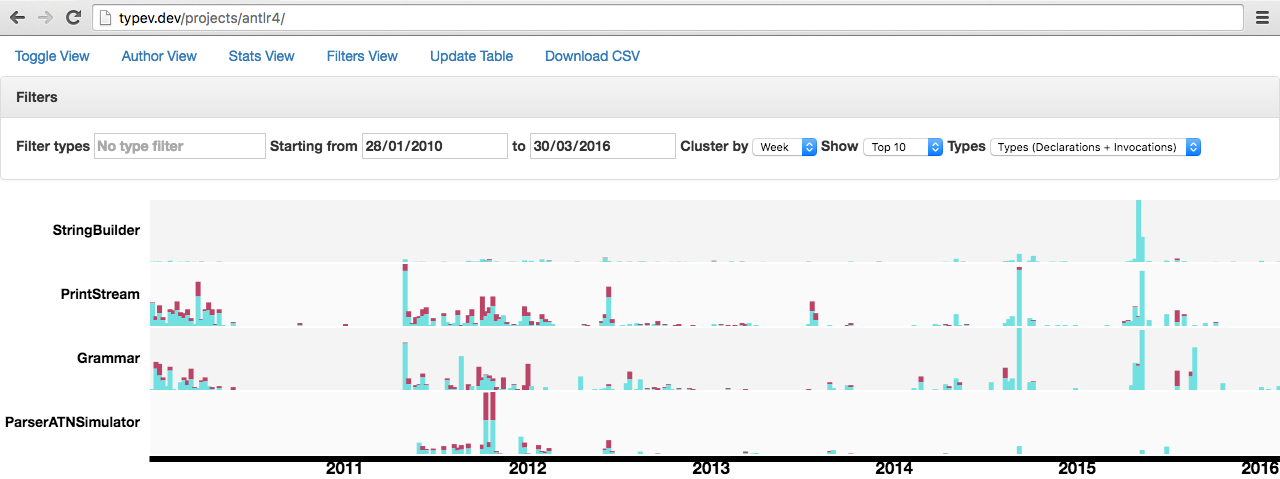 typev.dev/projects/antlr4/
Toggle View Author View Stats View Filters View Update Table Download CSV
Filters
Filter types No type filter Starting from 28/01/2010 to 30/03/2016 Cluster by Week Show Top 10 Types Types (Declarations + Invocations)
StringBuilder
PrintStream
Grammar
ParserATNSimulator
2011 2012 2013 2014 2015 2016